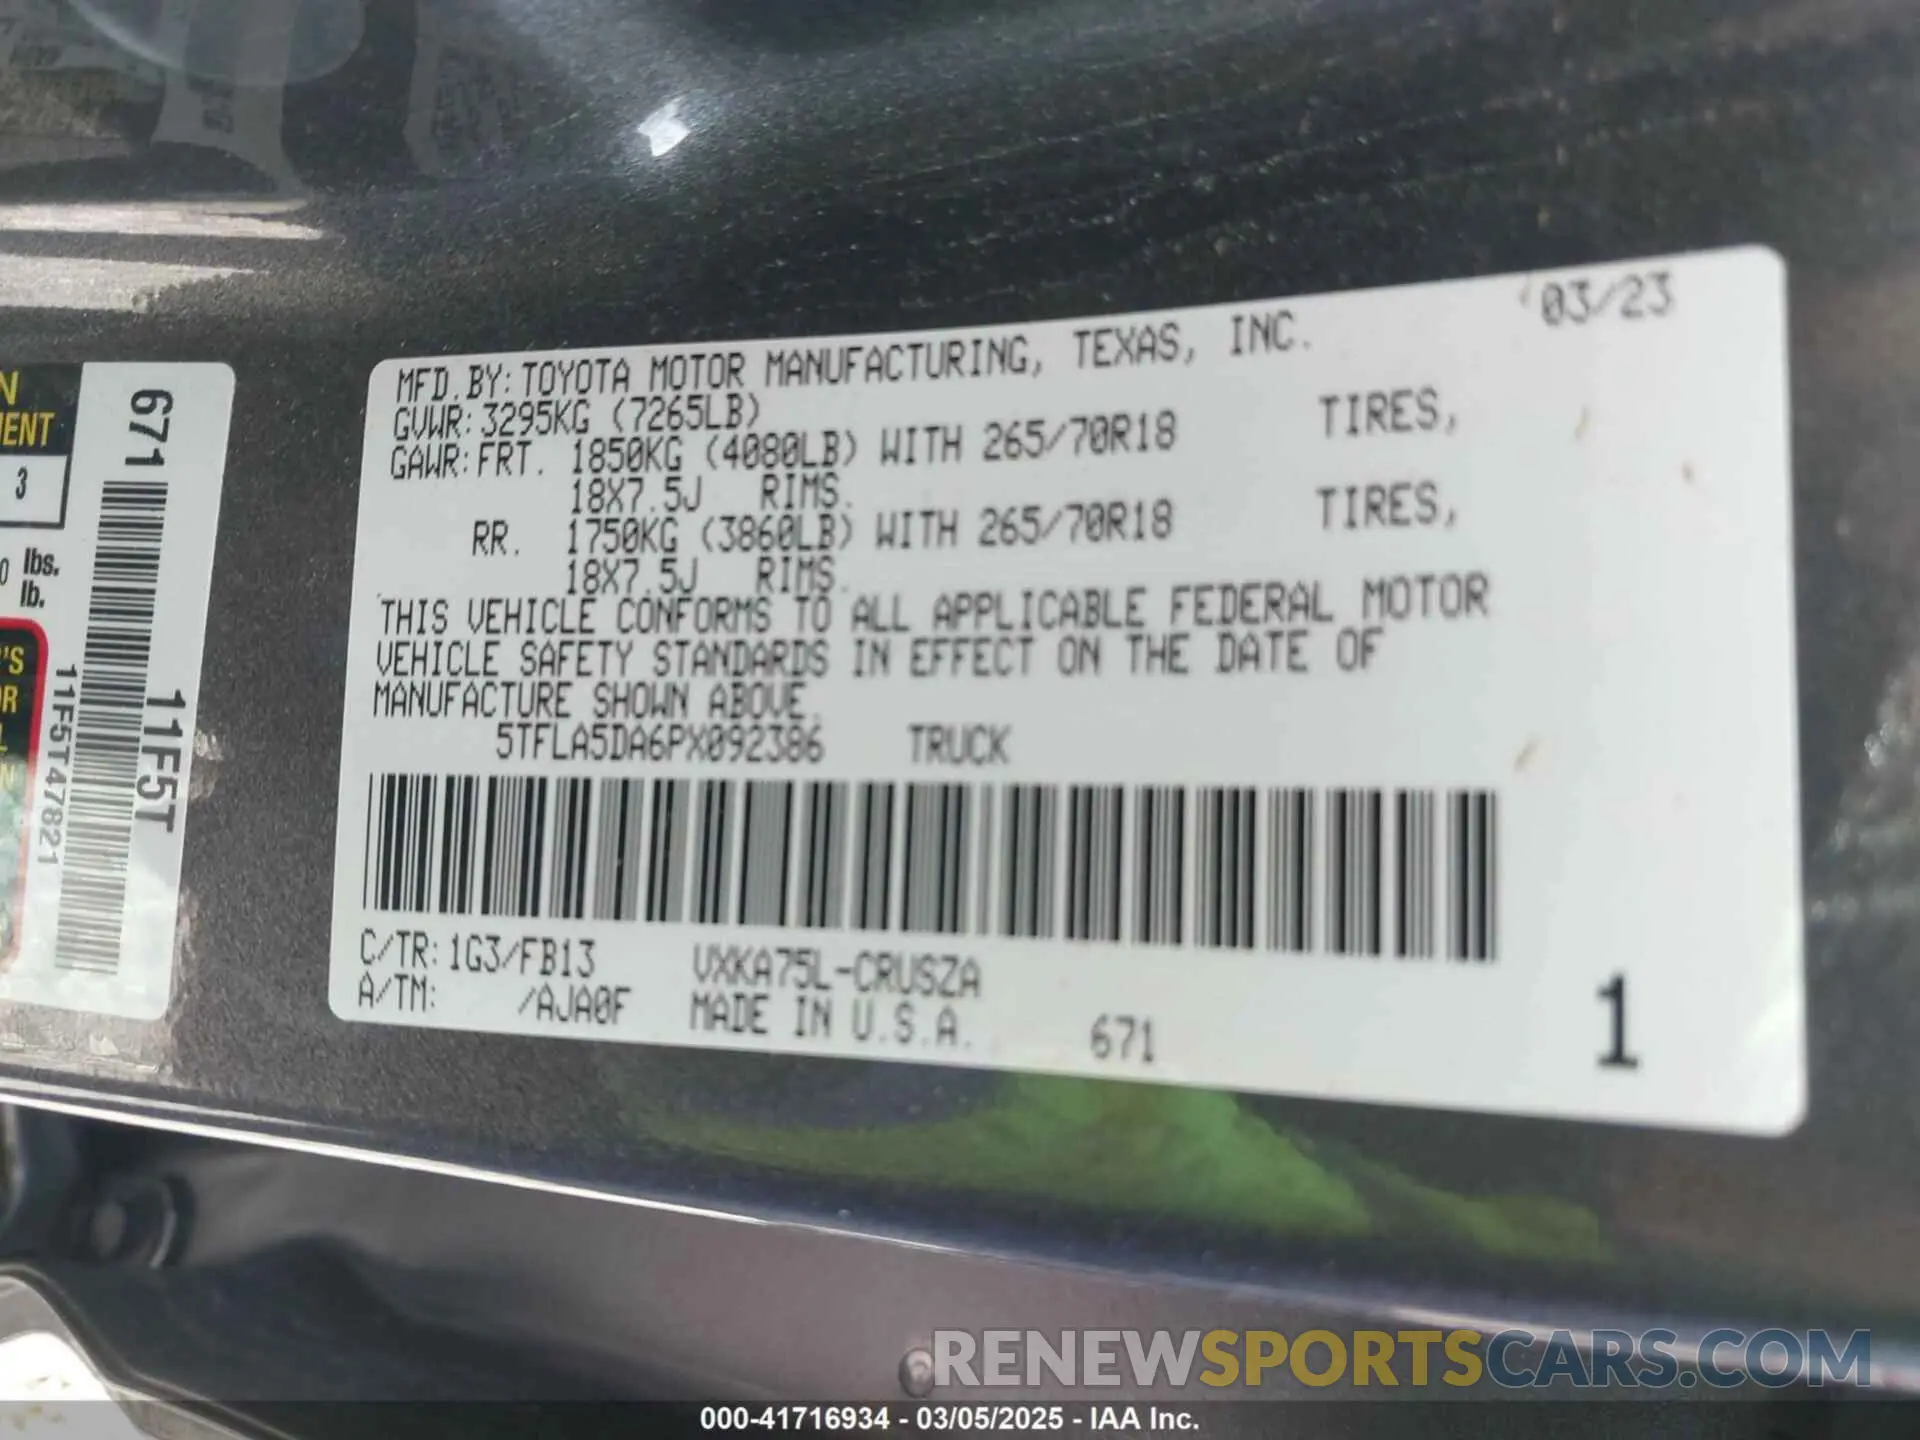 MFD.BY:TOYOTA MOTOR MANUFACTURING, TEXAS, INC. 03/23
GVWR:3295KG (7265LB)
GAWR:FRT. 1850KG (4080LB) WITH 265/70R18 TIRES,
18X7.5J RIMS.
RR. 1750KG (3860LB) WITH 265/70R18 TIRES,
18X7.5J RIMS.
THIS VEHICLE CONFORMS TO ALL APPLICABLE FEDERAL MOTOR
VEHICLE SAFETY STANDARDS IN EFFECT ON THE DATE OF
MANUFACTURE SHOWN ABOVE.
5TFLA5DA6PX092386 TRUCK
C/TR:1G3/FB13 VXKA75L-CRUSZA
A/TM: /AJA0F MADE IN U.S.A. 671
1
671
11F5T
11F5T47821
3
lbs.
lb.
RENEWSPORTSCARS.COM
000-41716934 - 03/05/2025 - IAA Inc.